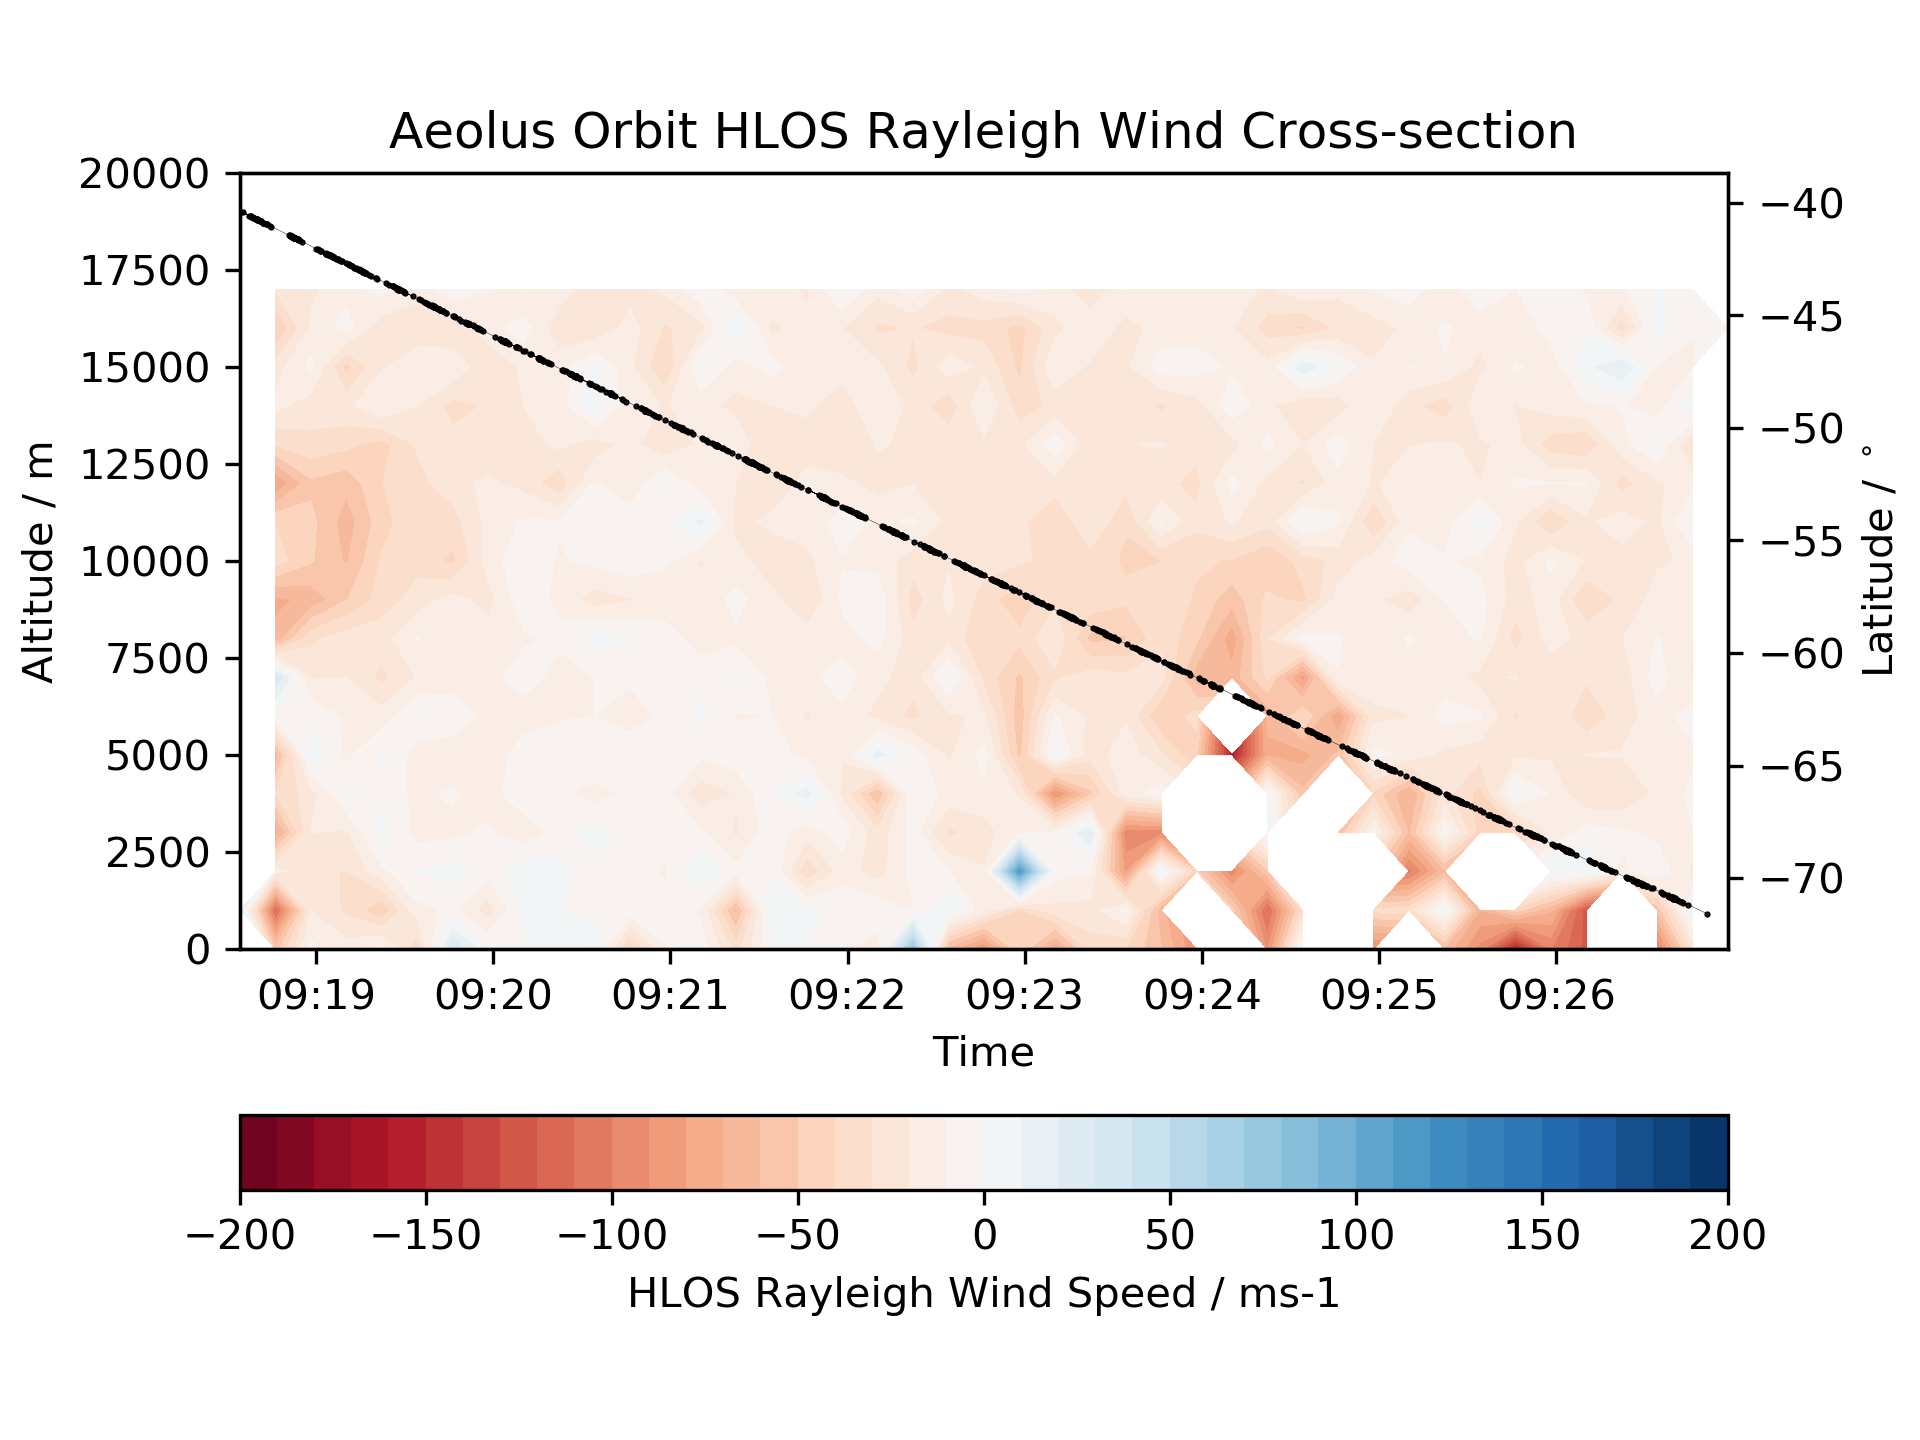 Aeolus Orbit HLOS Rayleigh Wind Cross-section
20000
17500
15000
12500
10000
7500
5000
2500
0
Altitude / m
−40
−45
−50
−55
−60
−65
−70
Latitude / °
09:19 09:20 09:21 09:22 09:23 09:24 09:25 09:26
Time
−200 −150 −100 −50 0 50 100 150 200
HLOS Rayleigh Wind Speed / ms-1